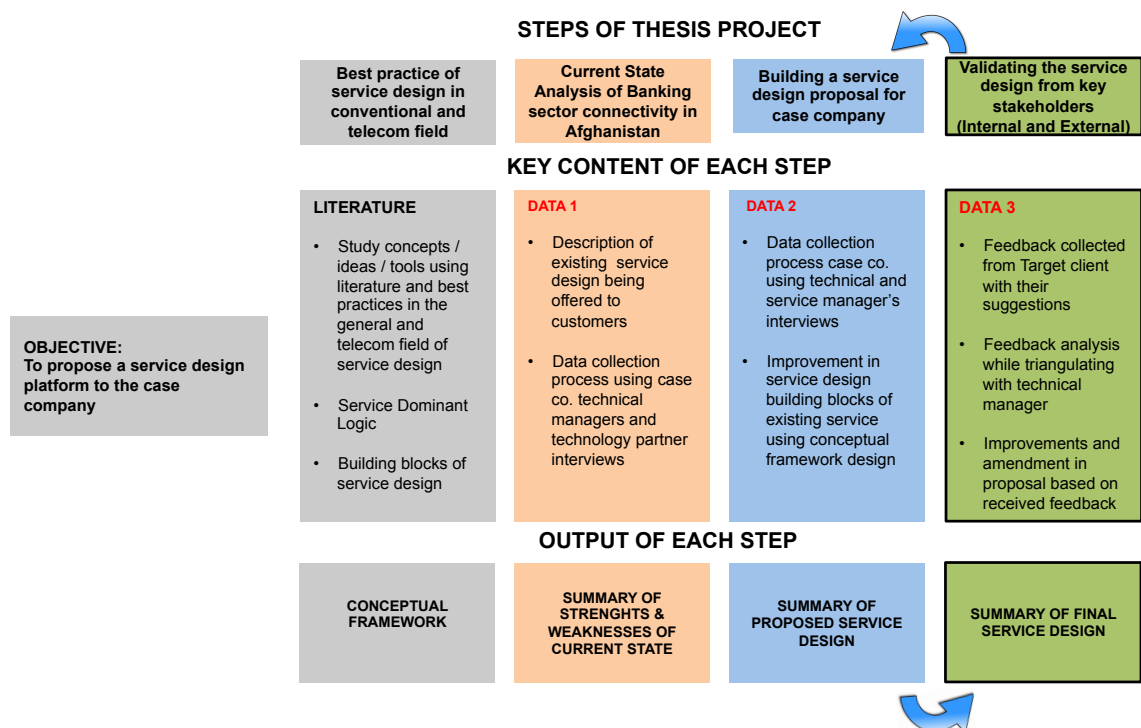 STEPS OF THESIS PROJECT
Best practice of
service design in
conventional and
telecom field
Current State
Analysis of Banking
sector connectivity in
Afghanistan
Building a service
design proposal for
case company
Validating the service
design from key
stakeholders
(Internal and External)
KEY CONTENT OF EACH STEP
OBJECTIVE:
To propose a service design
platform to the case
company
LITERATURE
• Study concepts /
ideas / tools using
literature and best
practices in the
general and
telecom field of
service design
• Service Dominant
Logic
• Building blocks of
service design
DATA 1
• Description of
existing service
design being
offered to
customers
• Data collection
process using case
co. technical
managers and
technology partner
interviews
DATA 2
• Data collection
process case co.
using technical
and service manager's
interviews
• Improvement in
service design
building blocks of
existing service
using conceptual
framework design
DATA 3
• Feedback collected
from Target client
with their
suggestions
• Feedback analysis
while triangulating
with technical
manager
• Improvements and
amendment in
proposal based on
received feedback
OUTPUT OF EACH STEP
CONCEPTUAL
FRAMEWORK
SUMMARY OF
STRENGHTS &
WEAKNESSES OF
CURRENT STATE
SUMMARY OF
PROPOSED SERVICE
DESIGN
SUMMARY OF FINAL
SERVICE DESIGN